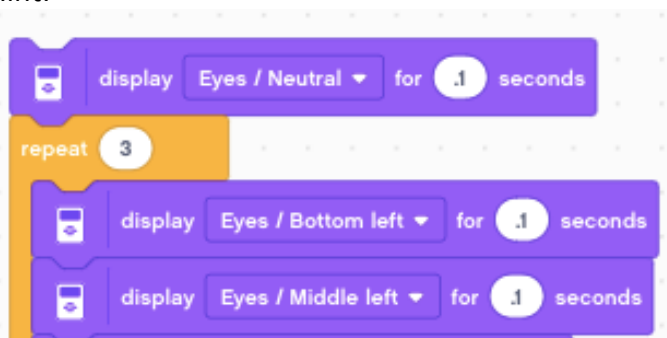 display Eyes / Neutral for .1 seconds
repeat 3
display Eyes / Bottom left for .1 seconds
display Eyes / Middle left for .1 seconds